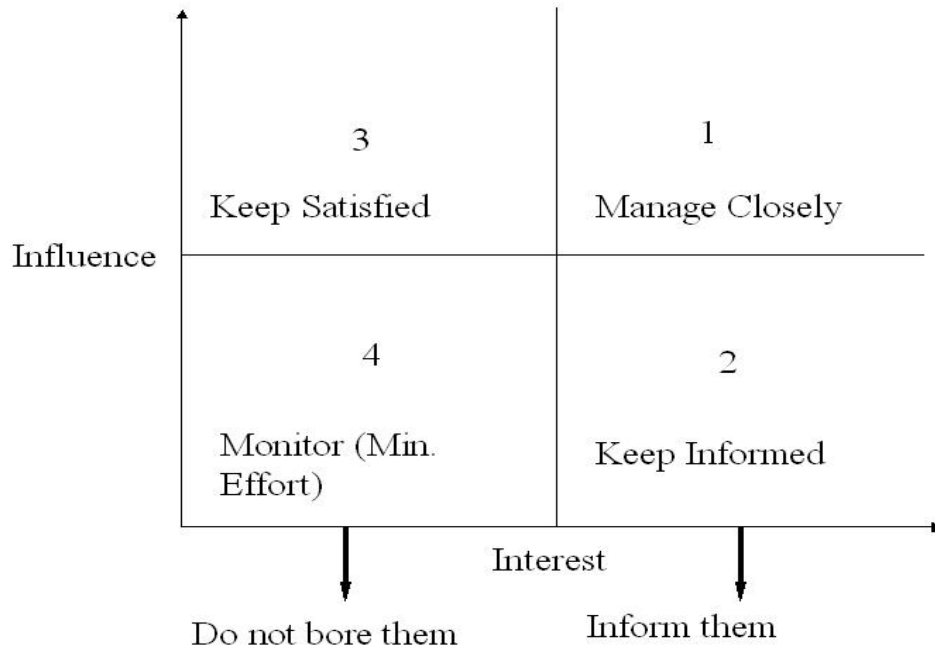 3
1
Keep Satisfied
Manage Closely
Influence
4
2
Monitor (Min.
Effort)
Keep Informed
Interest
Do not bore them
Inform them